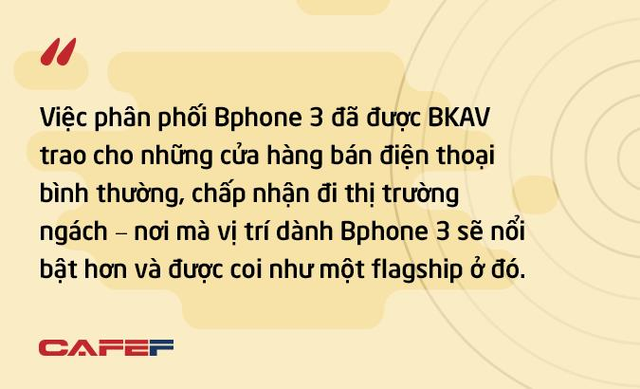 Việc phân phối Bphone 3 đã được BKAV
trao cho những cửa hàng bán điện thoại
bình thường, chấp nhận đi thị trường
ngách – nơi mà vị trí dành Bphone 3 sẽ nổi
bật hơn và được coi như một flagship ở đó.
CAFEF